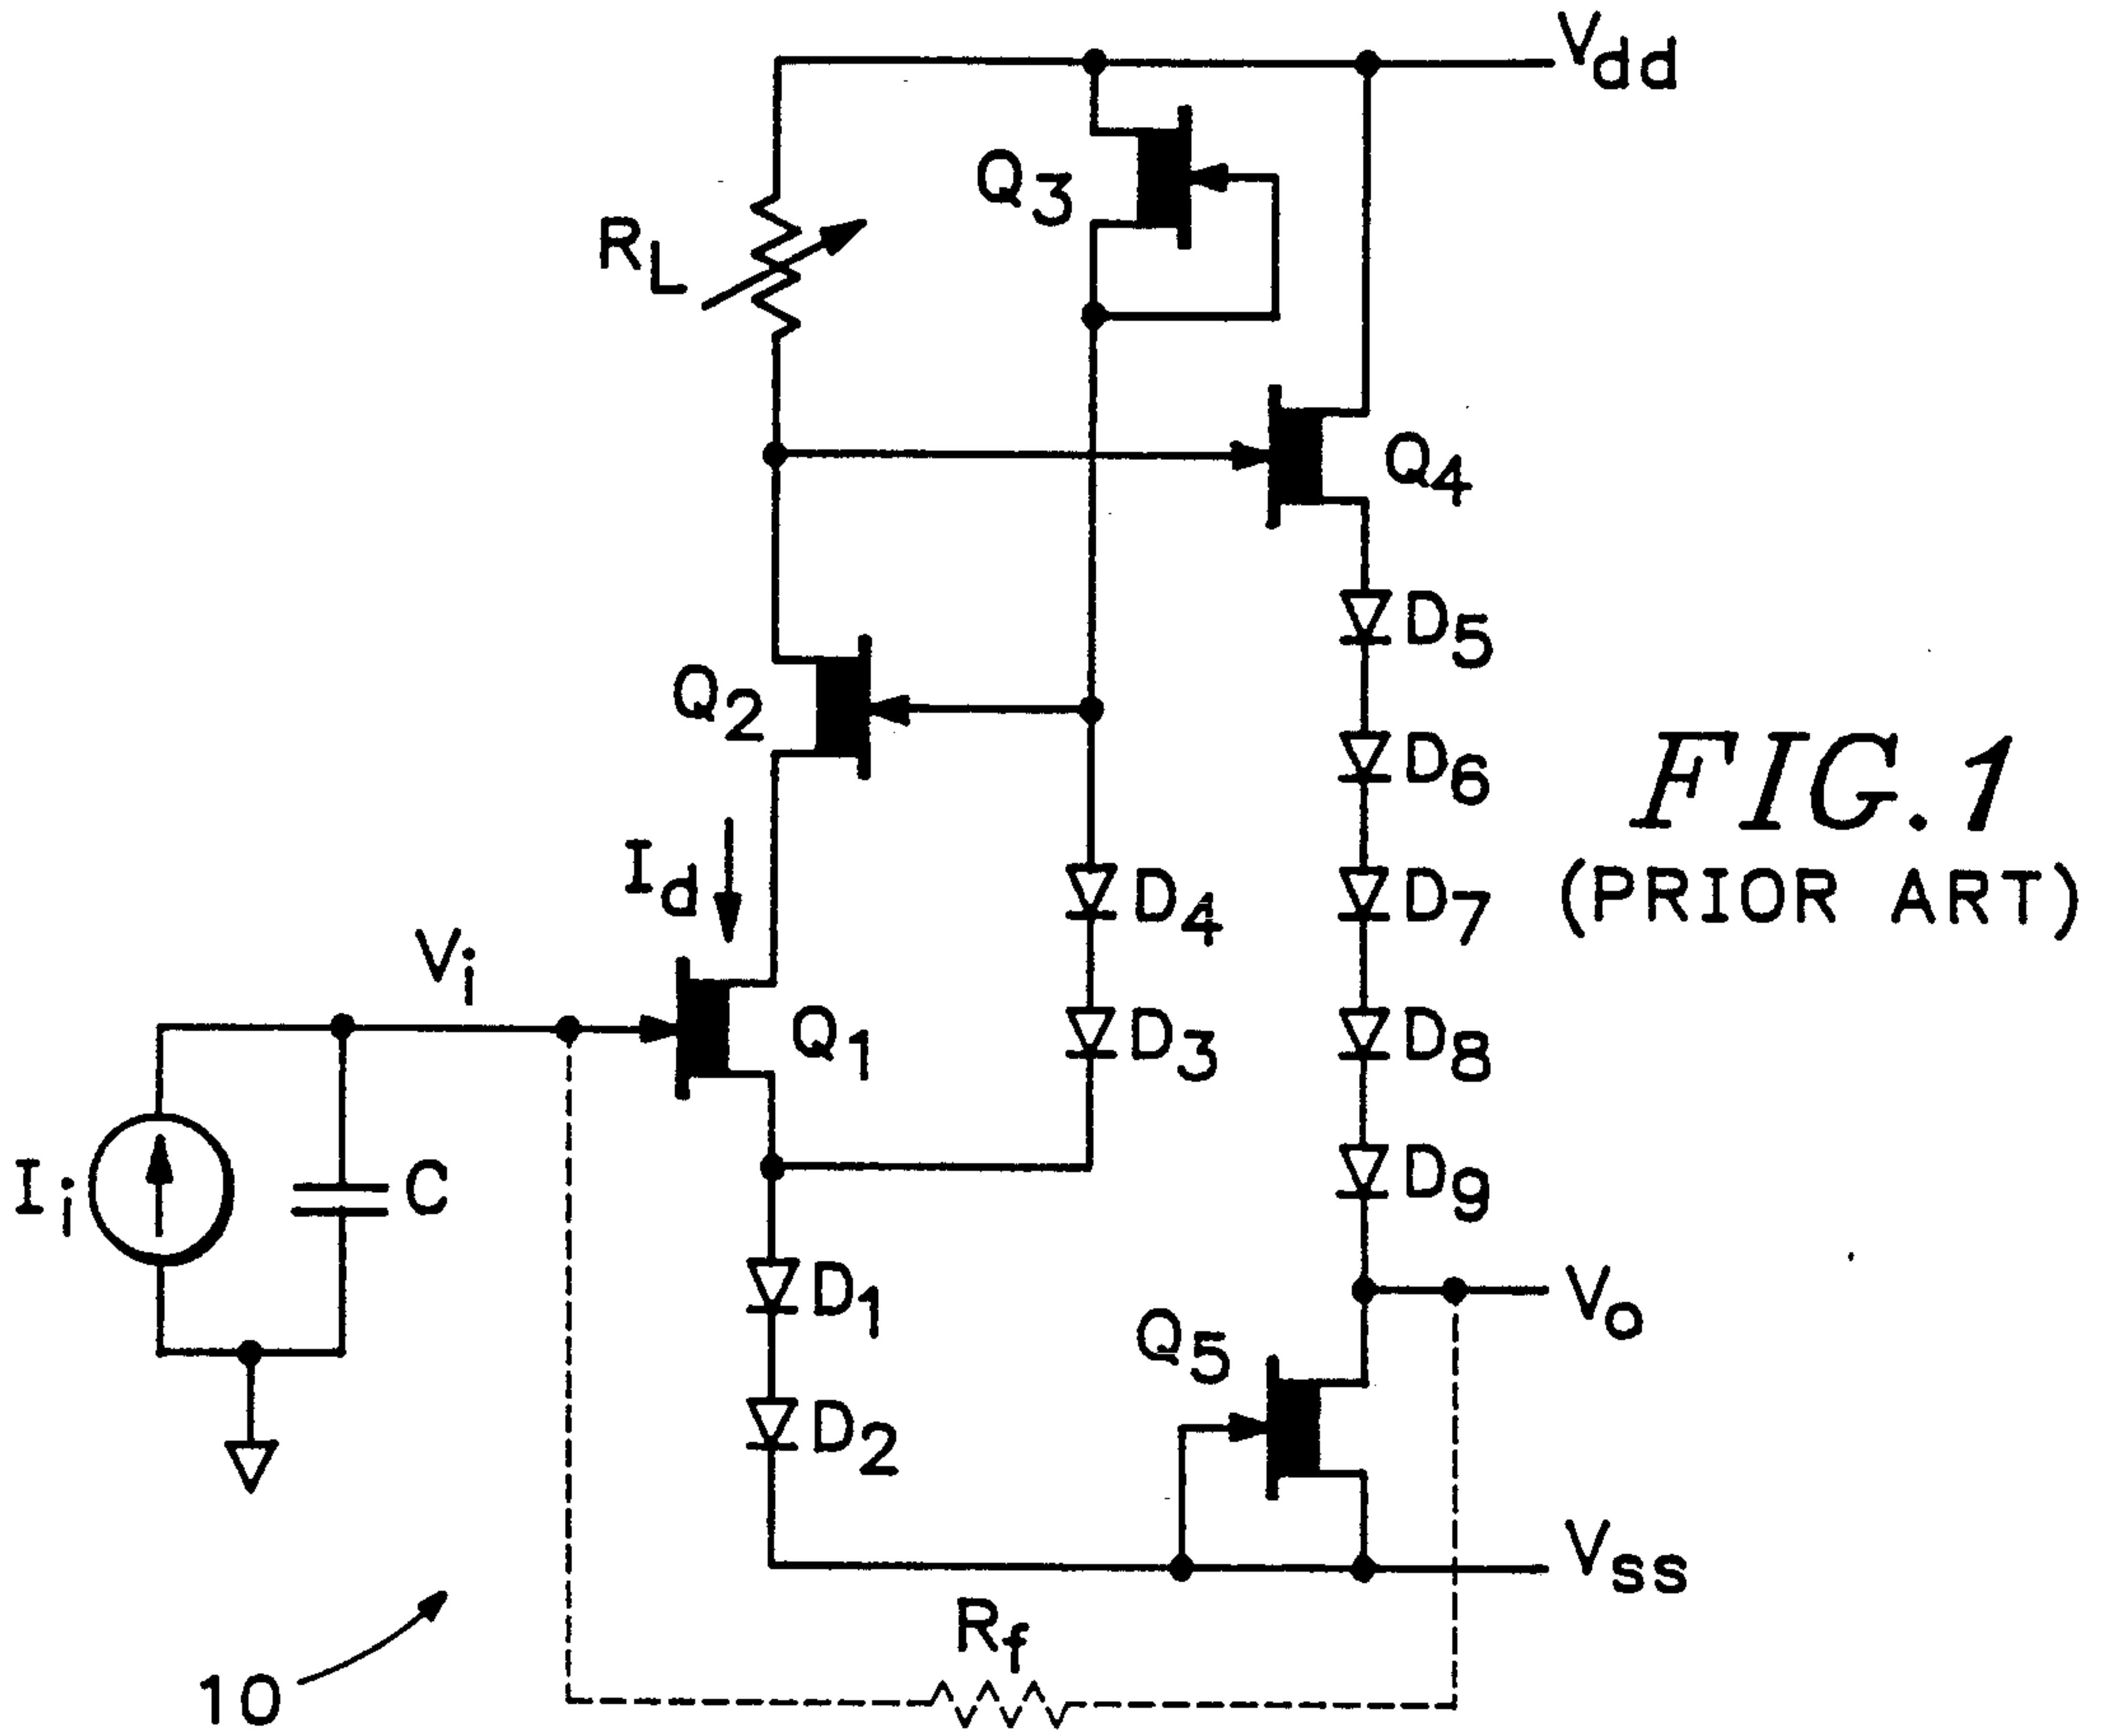 Vdd
Q3
RL
Q4
D5
Q2
D6
FIG.1
Id
D4
D7
(PRIOR ART)
Vi
Q1
D3
D8
Ii
C
D9
D1
Vo
Q5
D2
Vss
Rf
10